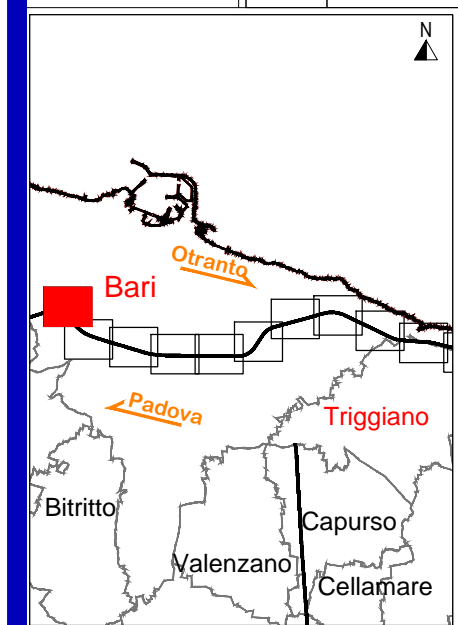 N
Otranto
Bari
Padova
Triggiano
Bitritto
Capurso
Valenzano
Cellamare